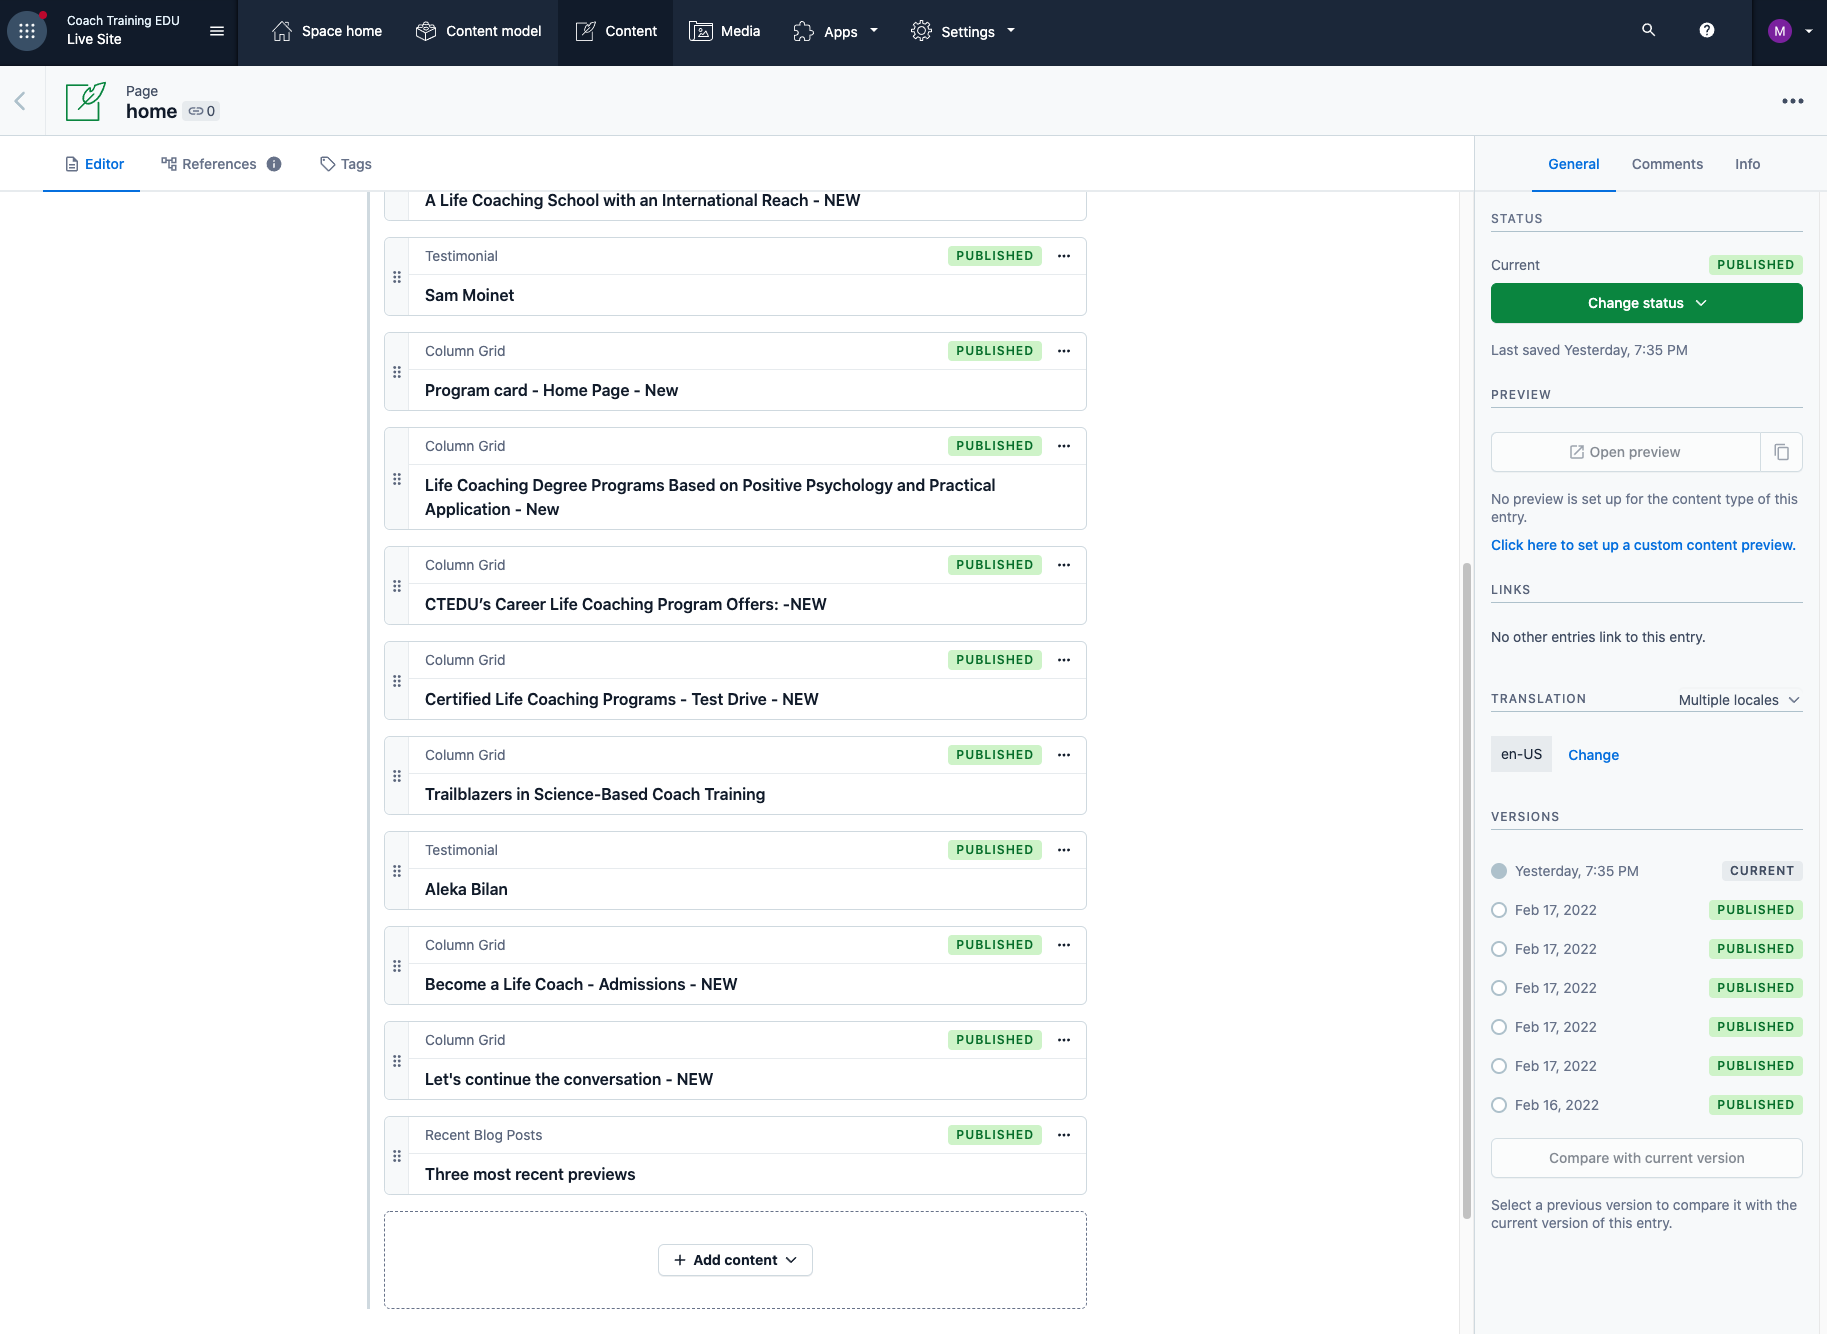 Coach Training EDU
Live Site
Space home
Content model
Content
Media
Apps
Settings
M
Page
home
0
Editor
References
Tags
General
Comments
Info
A Life Coaching School with an International Reach - NEW
Testimonial
PUBLISHED
Sam Moinet
Column Grid
PUBLISHED
Program card - Home Page - New
Column Grid
PUBLISHED
Life Coaching Degree Programs Based on Positive Psychology and Practical
Application - New
Column Grid
PUBLISHED
CTEDU’s Career Life Coaching Program Offers: -NEW
Column Grid
PUBLISHED
Certified Life Coaching Programs - Test Drive - NEW
Column Grid
PUBLISHED
Trailblazers in Science-Based Coach Training
Testimonial
PUBLISHED
Aleka Bilan
Column Grid
PUBLISHED
Become a Life Coach - Admissions - NEW
Column Grid
PUBLISHED
Let's continue the conversation - NEW
Recent Blog Posts
PUBLISHED
Three most recent previews
Add content
STATUS
Current
PUBLISHED
Change status
Last saved Yesterday, 7:35 PM
PREVIEW
Open preview
No preview is set up for the content type of this
entry.
Click here to set up a custom content preview.
LINKS
No other entries link to this entry.
TRANSLATION
Multiple locales
en-US
Change
VERSIONS
Yesterday, 7:35 PM
CURRENT
Feb 17, 2022
PUBLISHED
Feb 17, 2022
PUBLISHED
Feb 17, 2022
PUBLISHED
Feb 17, 2022
PUBLISHED
Feb 17, 2022
PUBLISHED
Feb 16, 2022
PUBLISHED
Compare with current version
Select a previous version to compare it with the
current version of this entry.